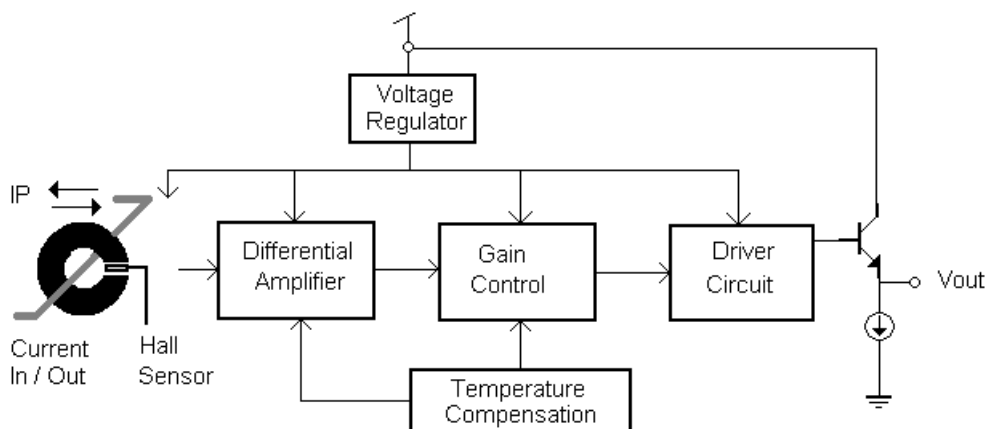 Voltage
Regulator
IP
Differential
Amplifier
Gain
Control
Driver
Circuit
Vout
Current
In / Out
Hall
Sensor
Temperature
Compensation